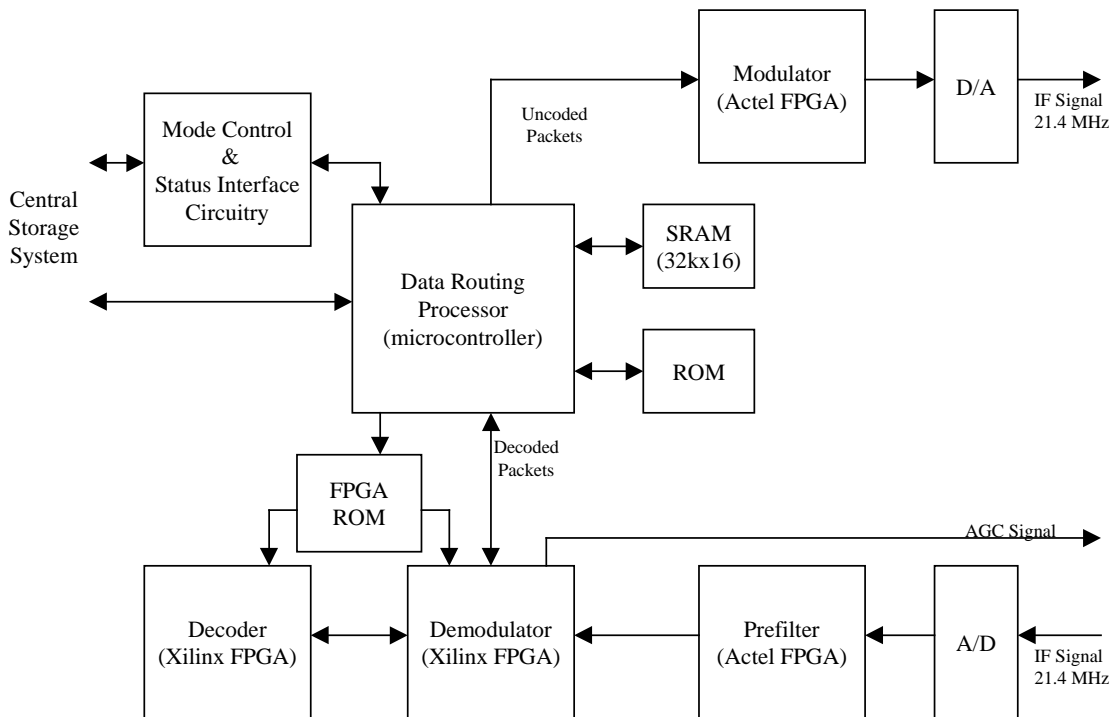 Modulator
(Actel FPGA)
D/A
IF Signal
21.4 MHz
Uncoded
Packets
Mode Control
&
Status Interface
Circuitry
Central
Storage
System
SRAM
(32kx16)
Data Routing
Processor
(microcontroller)
ROM
Decoded
Packets
FPGA
ROM
AGC Signal
Decoder
(Xilinx FPGA)
Demodulator
(Xilinx FPGA)
Prefilter
(Actel FPGA)
A/D
IF Signal
21.4 MHz